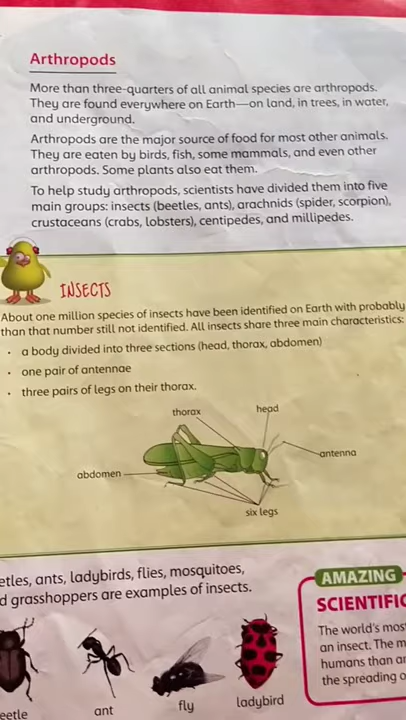 Arthropods
More than three-quarters of all animal species are arthropods.
They are found everywhere on Earth—on land, in trees, in water,
and underground.
Arthropods are the major source of food for most other animals.
They are eaten by birds, fish, some mammals, and even other
arthropods. Some plants also eat them.
To help study arthropods, scientists have divided them into five
main groups: insects (beetles, ants), arachnids (spider, scorpion),
crustaceans (crabs, lobsters), centipedes, and millipedes.
INSECTS
About one million species of insects have been identified on Earth with probably
than that number still not identified. All insects share three main characteristics:
• a body divided into three sections (head, thorax, abdomen)
• one pair of antennae
• three pairs of legs on their thorax.
thorax
head
antenna
abdomen
six legs
etles, ants, ladybirds, flies, mosquitoes,
d grasshoppers are examples of insects.
AMAZING
SCIENTIFIC
The world's mos
an insect. The m
humans than a
the spreading o
eetle
ant
fly
ladybird